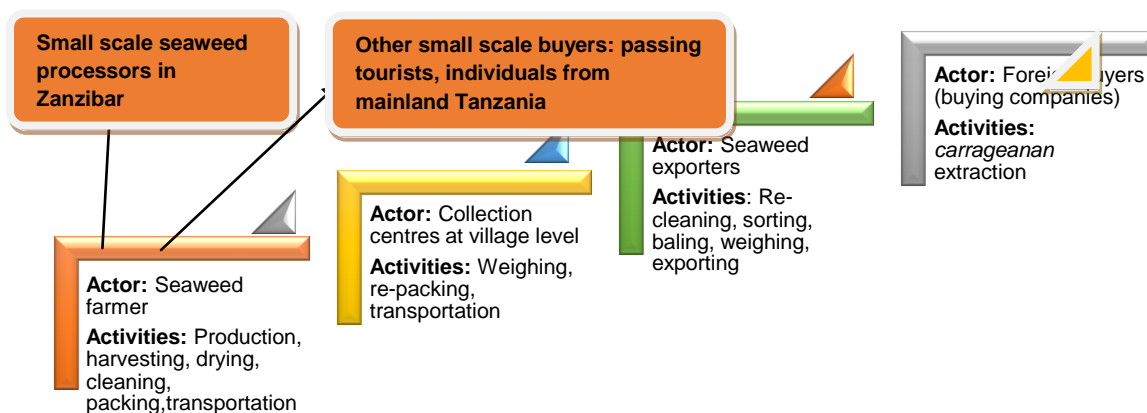 Small scale seaweed
processors in
Zanzibar
Other small scale buyers: passing
tourists, individuals from
mainland Tanzania
Actor: Seaweed
farmer
Activities: Production,
harvesting, drying,
cleaning,
packing,transportation
Actor: Collection
centres at village level
Activities: Weighing,
re-packing,
transportation
Actor: Seaweed
exporters
Activities: Re-
cleaning, sorting,
baling, weighing,
exporting
Actor:
(buying companies)
Activities:
carrageanan
extraction